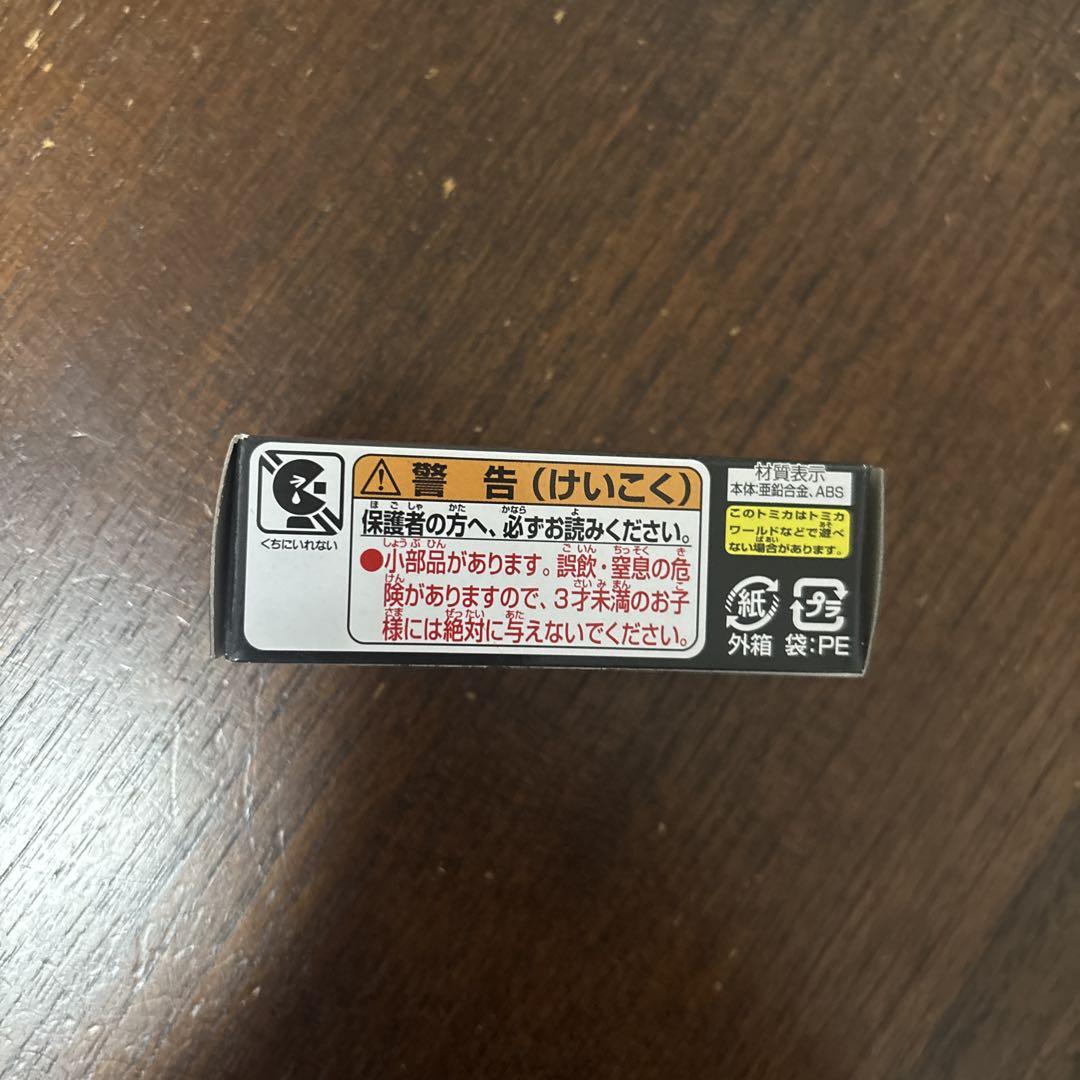 くちにいれない
警 告(けいこく)
ほ ご しゃ かた かなら よ
保護者の方へ、必ずお読みください。
しょう ぶ ひん ご いん ちっ そく き
●小部品があります。誤飲・窒息の危
けん さい み まん こ
険がありますので、3才未満のお子
さま ぜっ たい あた
様には絶対に与えないでください。
材質表示
本体:亜鉛合金、ABS
このトミカはトミカ
あそ
ワールドなどで遊べ
ば あい
ない場合があります。
紙 プラ
外箱 袋:PE